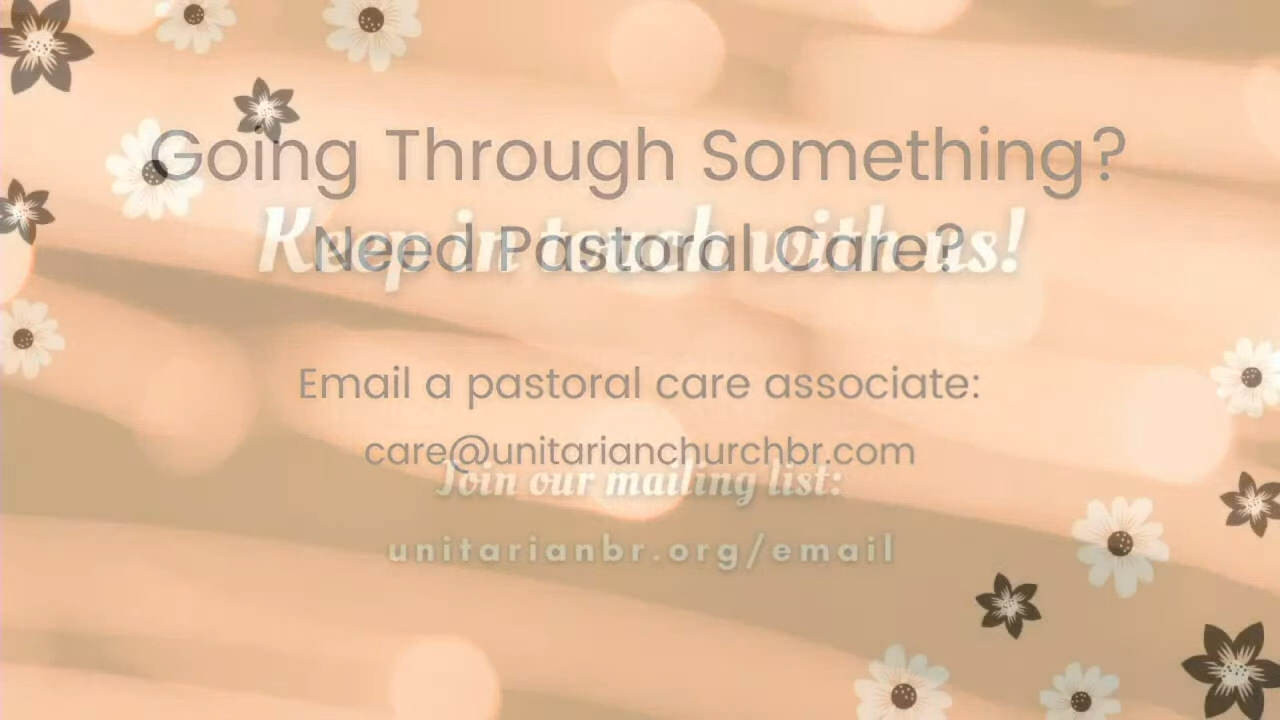 Going Through Something?
Keep in touch with us!
Need Pastoral Care?
Email a pastoral care associate:
care@unitarianchurchbr.com
Join our mailing list:
unitarianbr.org/email